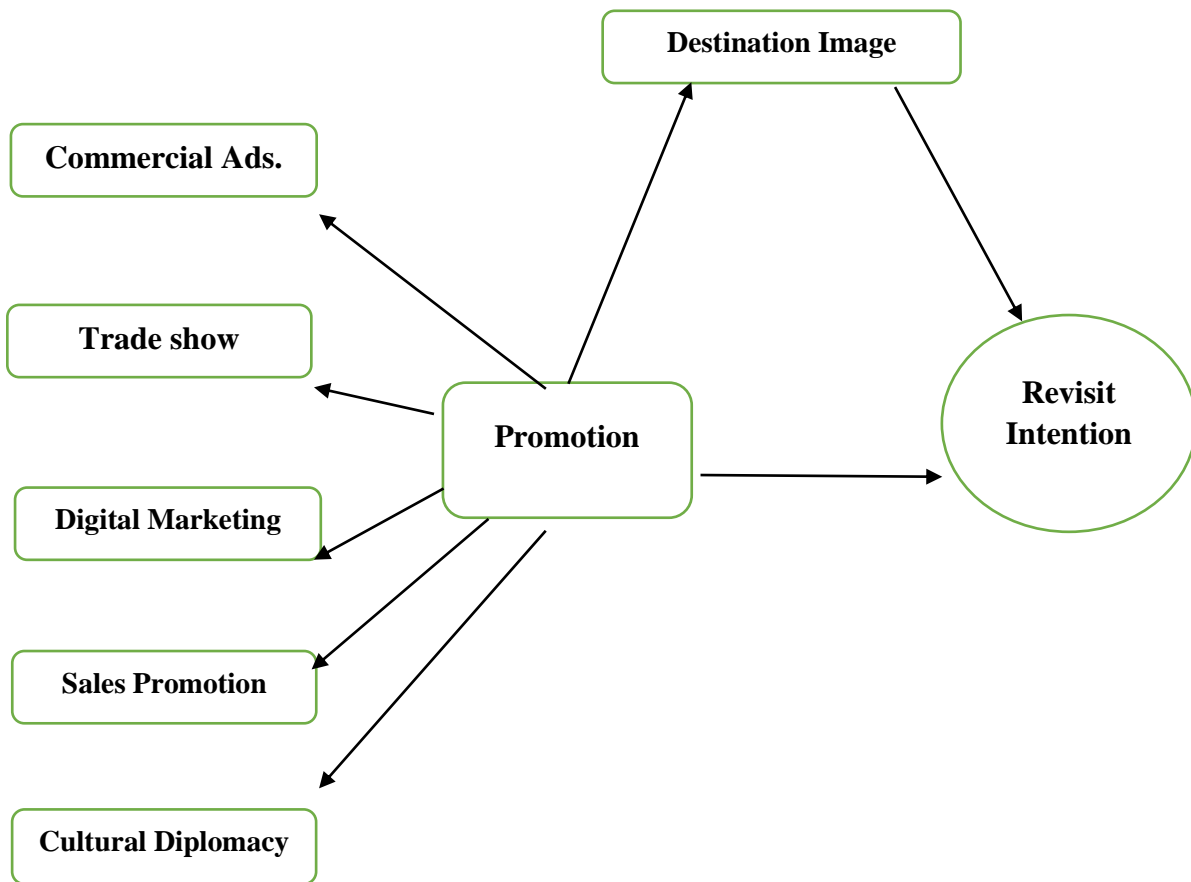 Destination Image
Commercial Ads.
Trade show
Promotion
Revisit
Intention
Digital Marketing
Sales Promotion
Cultural Diplomacy